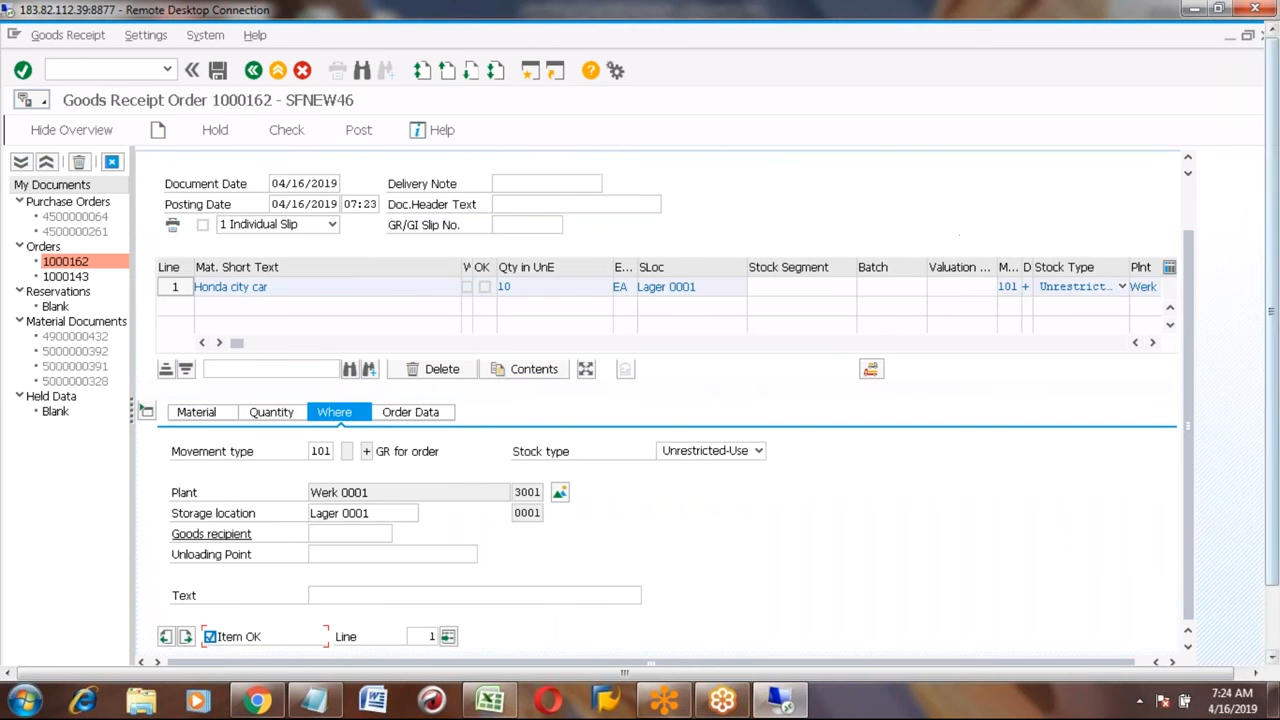 183.82.112.39:8877 - Remote Desktop Connection
Goods Receipt Settings System Help
Goods Receipt Order 1000162 - SFNEW46
Hide Overview Hold Check Post Help
My Documents
Purchase Orders
4500000064
4500000261
Orders
1000162
1000143
Reservations
Blank
Material Documents
4900000432
5000000392
5000000391
5000000328
Held Data
Blank
Document Date 04/16/2019 Delivery Note
Posting Date 04/16/2019 07:23 Doc.Header Text
1 Individual Slip GR/GI Slip No.
Line Mat. Short Text OK Qty in UnE E... SLoc Stock Segment Batch Valuation ... M... D Stock Type Plnt
1 Honda city car 10 EA Lager 0001 101 + Unrestrict... Werk
Delete Contents
Material Quantity Where Order Data
Movement type 101 + GR for order Stock type Unrestricted-Use
Plant Werk 0001 3001
Storage location Lager 0001 0001
Goods recipient
Unloading Point
Text
Item OK Line 1
7:24 AM
4/16/2019